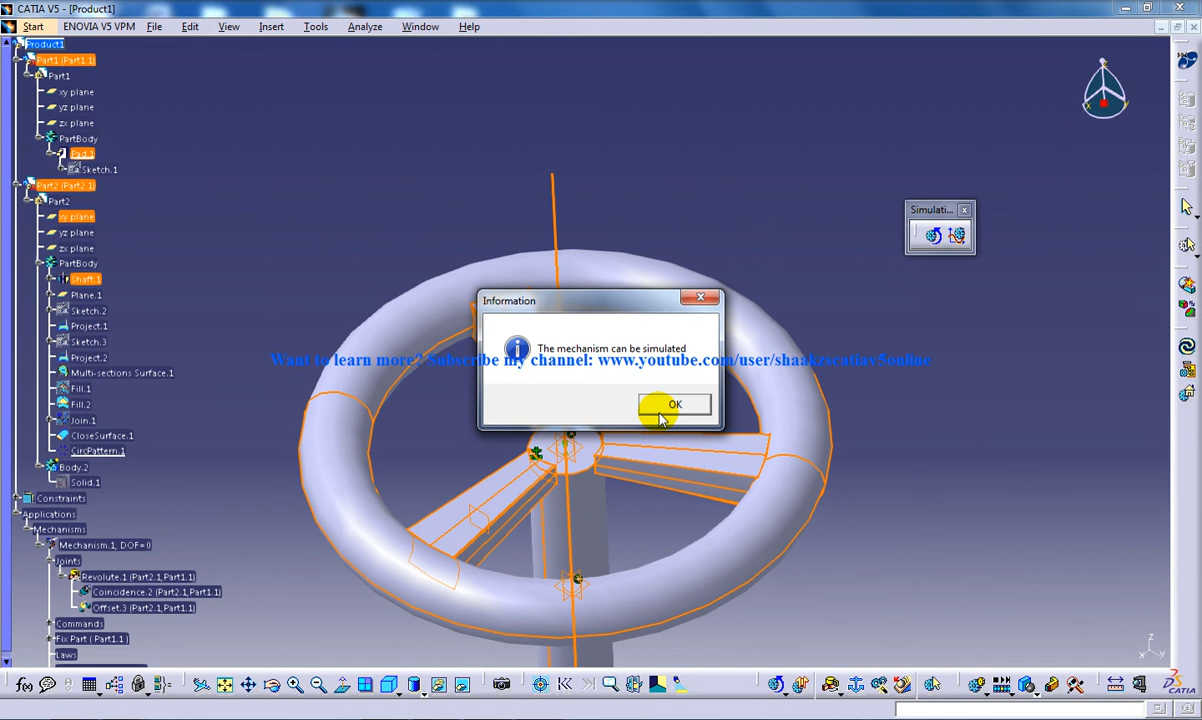 CATIA V5 - [Product1]
Start ENOVIA V5 VPM File Edit View Insert Tools Analyze Window Help
Product1
Part1 (Part1.1)
Part1
xy plane
yz plane
zx plane
PartBody
Pad.1
Sketch.1
Part2 (Part2.1)
Part2
xy plane
yz plane
zx plane
PartBody
Shaft.1
Plane.1
Sketch.2
Project.1
Sketch.3
Project.2
Multi-sections Surface.1
Fill.1
Fill.2
Join.1
CloseSurface.1
CircPattern.1
Body.2
Solid.1
Constraints
Applications
Mechanisms
Mechanism.1, DOF=0
Joints
Revolute.1 (Part2.1,Part1.1)
Coincidence.2 (Part2.1,Part1.1)
Offset.3 (Part2.1,Part1.1)
Commands
Fix Part ( Part1.1 )
Laws
Simulati...
Information
The mechanism can be simulated
Want to learn more? Subscribe my channel: www.youtube.com/user/shaakzscatiav5online
OK
z
x
y
z
x
y
f(x)
CATIA